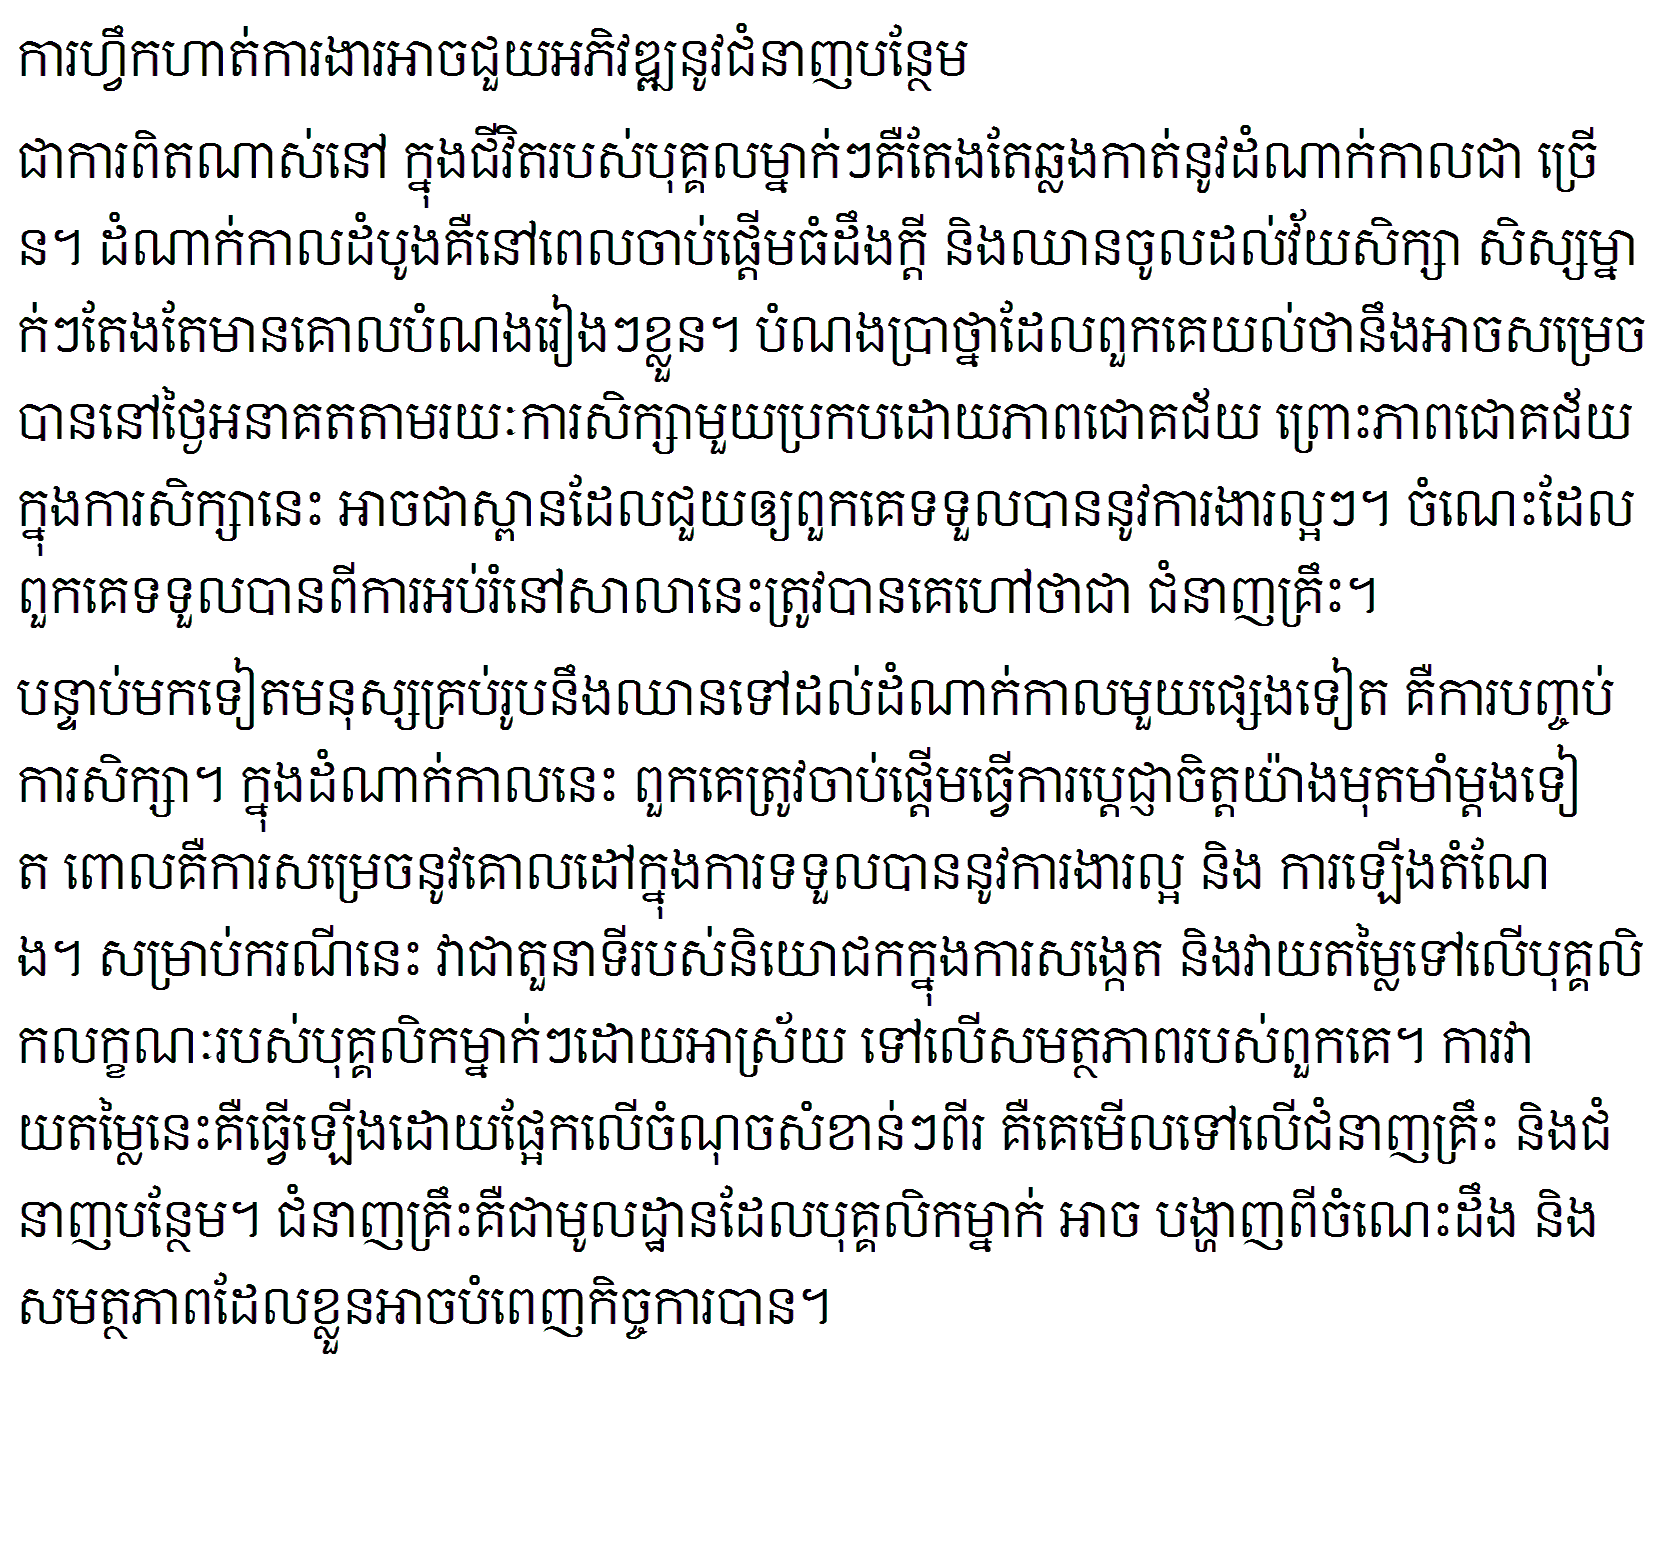 ការហ្វឹកហាត់ការងារអាចជួយអភិវឌ្ឍនូវជំនាញបន្ថែម
ជាការពិតណាស់នៅ ក្នុងជីវិតរបស់បុគ្គលម្នាក់ៗគឺតែងតែឆ្លងកាត់នូវដំណាក់កាលជា ច្រើ
ន។ ដំណាក់កាលដំបូងគឺនៅពេលចាប់ផ្តើមធំដឹងក្តី និងឈានចូលដល់វ័យសិក្សា សិស្សម្នា
ក់ៗតែងតែមានគោលបំណងរៀងៗខ្លួន។ បំណងប្រាថ្នាដែលពួកគេយល់ថានឹងអាចសម្រេច
បាននៅថ្ងៃអនាគតតាមរយៈការសិក្សាមួយប្រកបដោយភាពជោគជ័យ ព្រោះភាពជោគជ័យ
ក្នុងការសិក្សានេះ អាចជាស្ពានដែលជួយឲ្យពួកគេទទួលបាននូវការងារល្អៗ។ ចំណេះដែល
ពួកគេទទួលបានពីការអប់រំនៅសាលានេះត្រូវបានគេហៅថាជា ជំនាញគ្រឹះ។
បន្ទាប់មកទៀតមនុស្សគ្រប់រូបនឹងឈានទៅដល់ដំណាក់កាលមួយផ្សេងទៀត គឺការបញ្ចប់
ការសិក្សា។ ក្នុងដំណាក់កាលនេះ ពួកគេត្រូវចាប់ផ្តើមធ្វើការប្តេជ្ញាចិត្តយ៉ាងមុតមាំម្តងទៀ
ត ពោលគឺការសម្រេចនូវគោលដៅក្នុងការទទួលបាននូវការងារល្អ និង ការឡើងតំណែ
ង។ សម្រាប់ករណីនេះ វាជាតួនាទីរបស់និយោជកក្នុងការសង្កេត និងវាយតម្លៃទៅលើបុគ្គលិ
កលក្ខណៈរបស់បុគ្គលិកម្នាក់ៗដោយអាស្រ័យ ទៅលើសមត្ថភាពរបស់ពួកគេ។ ការវា
យតម្លៃនេះគឺធ្វើឡើងដោយផ្អែកលើចំណុចសំខាន់ៗពីរ គឺគេមើលទៅលើជំនាញគ្រឹះ និងជំ
នាញបន្ថែម។ ជំនាញគ្រឹះគឺជាមូលដ្ឋានដែលបុគ្គលិកម្នាក់ អាច បង្ហាញពីចំណេះដឹង និង
សមត្ថភាពដែលខ្លួនអាចបំពេញកិច្ចការបាន។